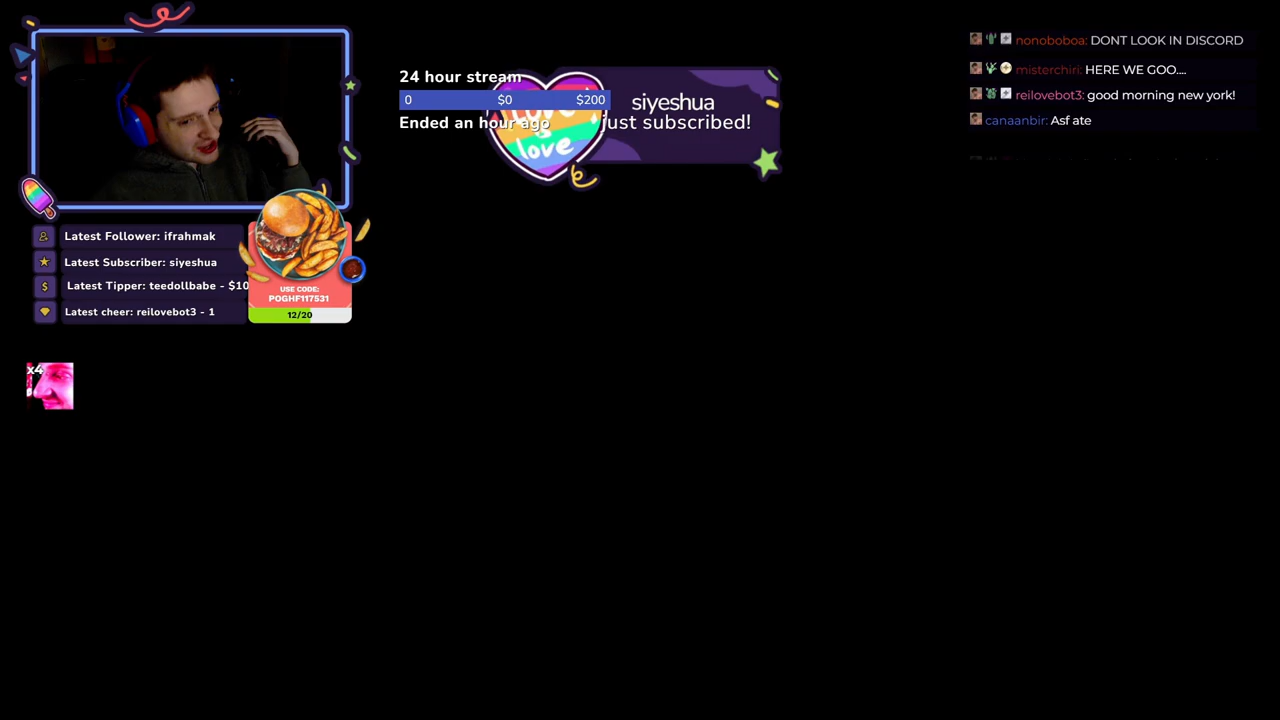 24 hour stream
0 $0 $200
Ended an hour ago
love
siyeshua
just subscribed!
nonoboboa: DONT LOOK IN DISCORD
misterchiri: HERE WE GOO....
reilovebot3: good morning new york!
canaanbir: Asf ate
Latest Follower: ifrahmak
Latest Subscriber: siyeshua
Latest Tipper: teedollbabe - $10
Latest cheer: reilovebot3 - 1
USE CODE:
POGHF117531
12/20
x4